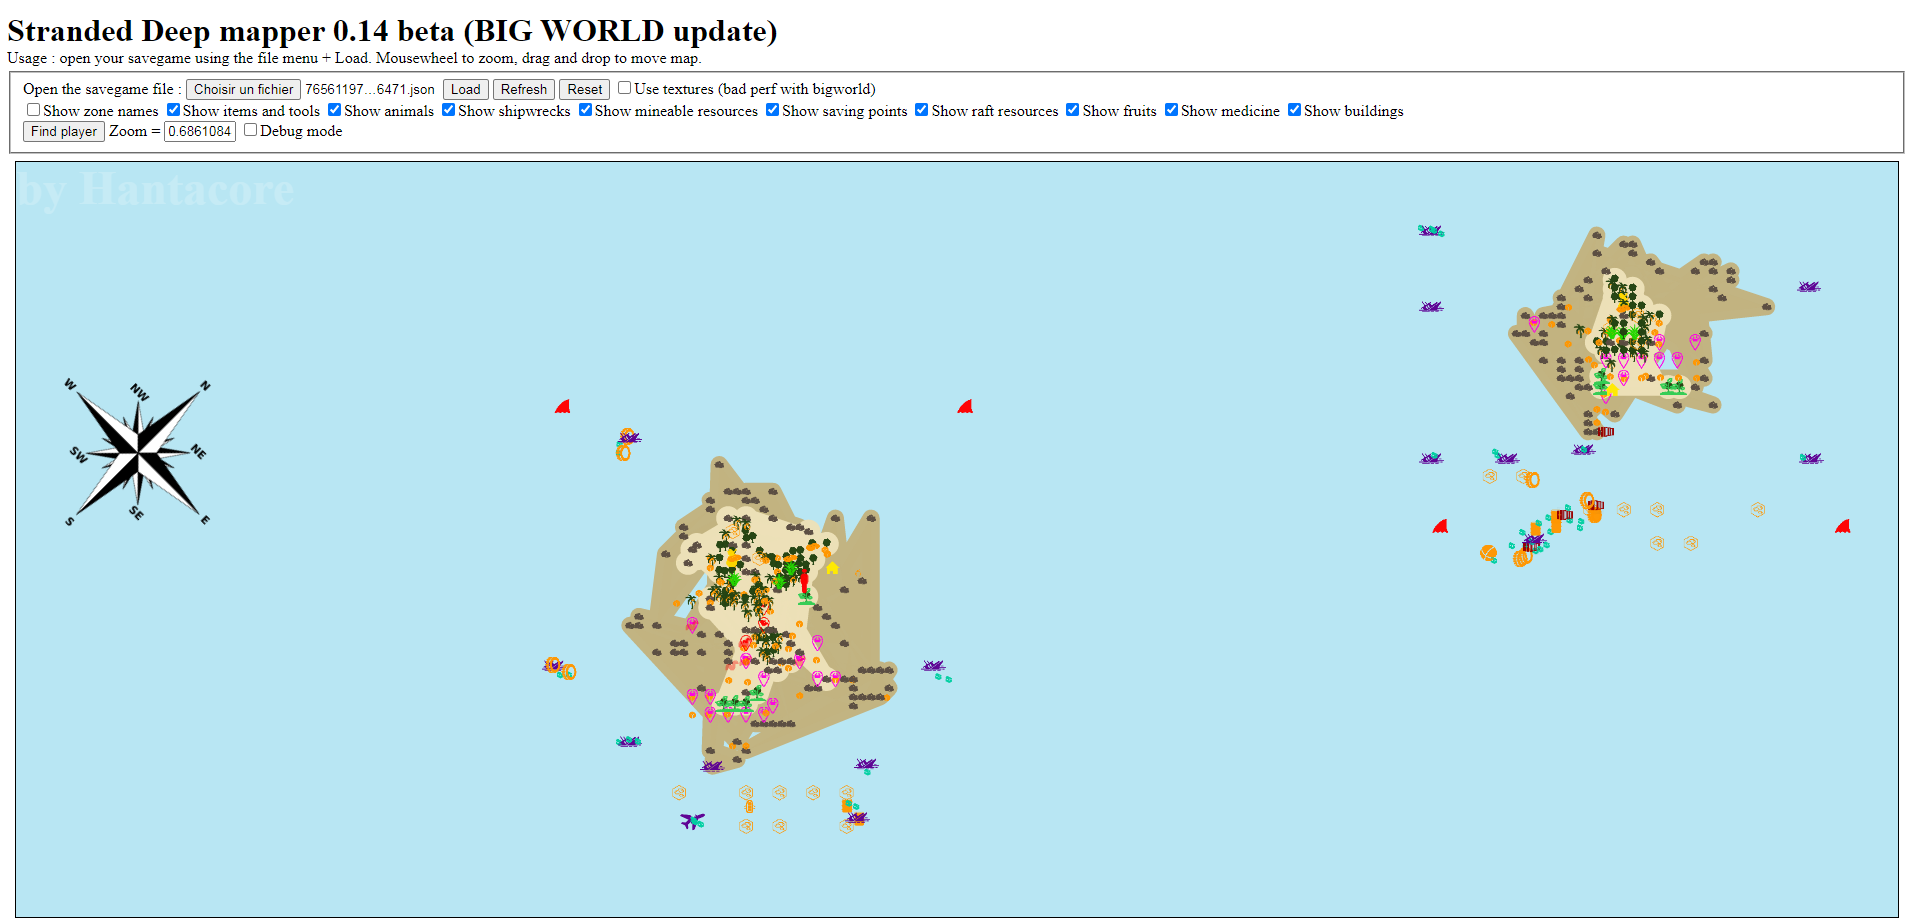 Stranded Deep mapper 0.14 beta (BIG WORLD update)
Usage : open your savegame using the file menu + Load. Mousewheel to zoom, drag and drop to move map.
Open the savegame file : Choisir un fichier 76561197...6471.json Load Refresh Reset Use textures (bad perf with bigworld)
Show zone names Show items and tools Show animals Show shipwrecks Show mineable resources Show saving points Show raft resources Show fruits Show medicine Show buildings
Find player Zoom = 0.6861084 Debug mode
by Hantacore
W NW N
SW NE
S SE E